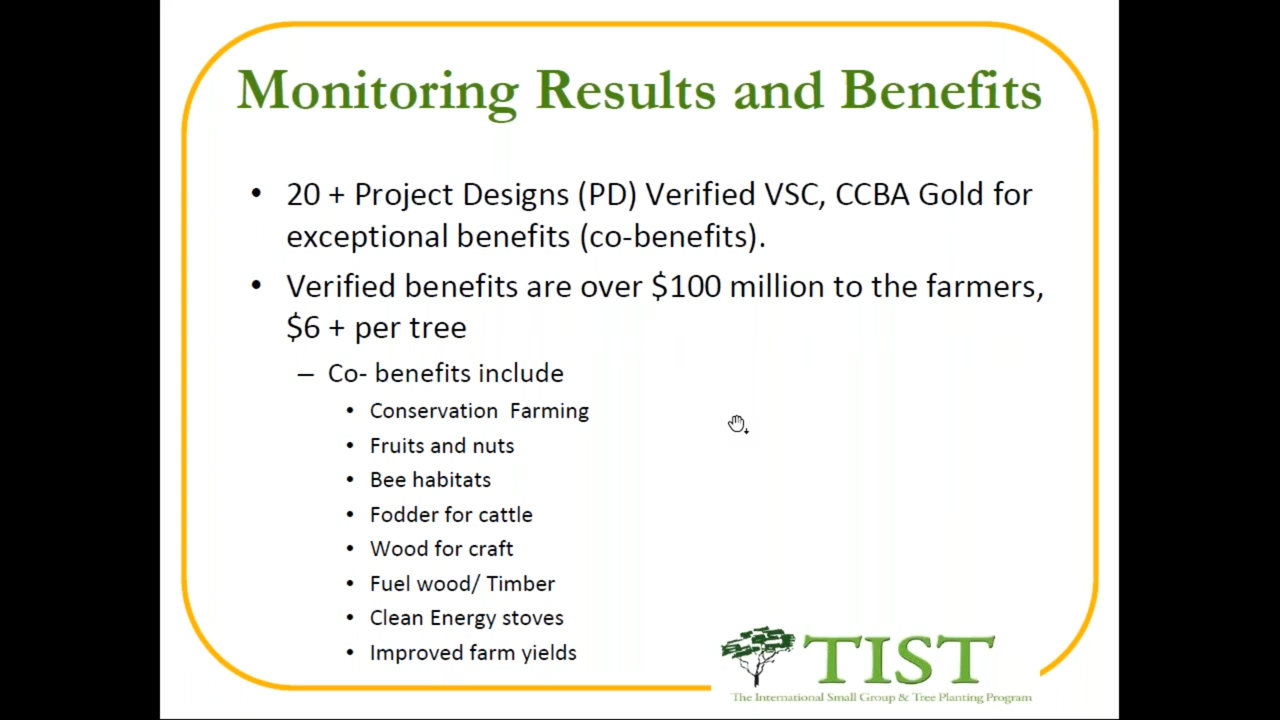 Monitoring Results and Benefits
• 20 + Project Designs (PD) Verified VSC, CCBA Gold for
exceptional benefits (co-benefits).
• Verified benefits are over $100 million to the farmers,
$6 + per tree
– Co- benefits include
• Conservation Farming
• Fruits and nuts
• Bee habitats
• Fodder for cattle
• Wood for craft
• Fuel wood/ Timber
• Clean Energy stoves
• Improved farm yields
TIST
The International Small Group & Tree Planting Program